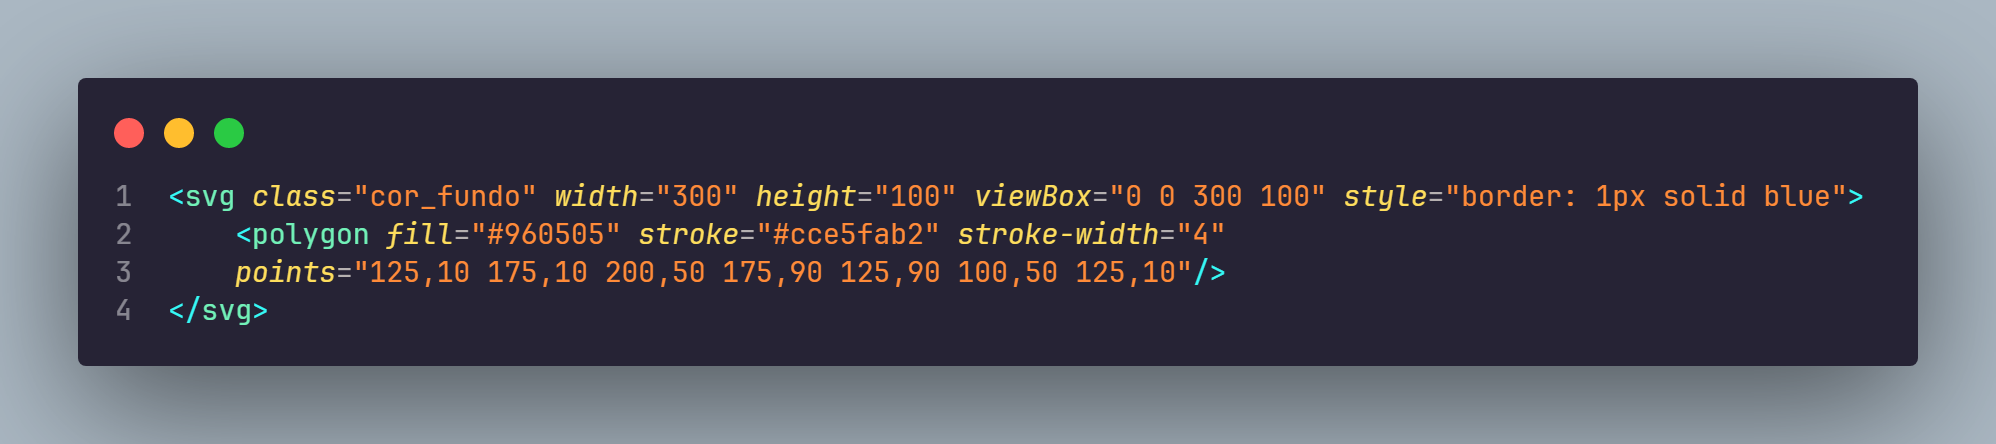 1 <svg class="cor_fundo" width="300" height="100" viewBox="0 0 300 100" style="border: 1px solid blue">
2     <polygon fill="#960505" stroke="#cce5fab2" stroke-width="4"
3     points="125,10 175,10 200,50 175,90 125,90 100,50 125,10"/>
4 </svg>